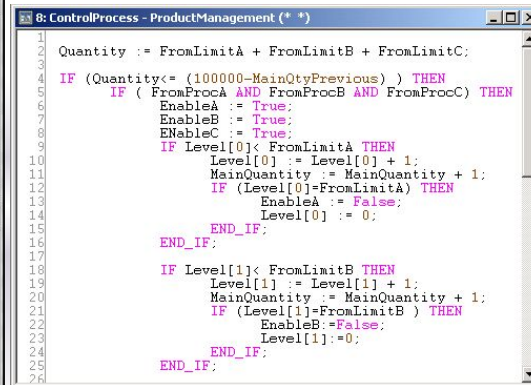 8: ControlProcess - ProductManagement (* *)
1
2 Quantity := FromLimitA + FromLimitB + FromLimitC;
3
4 IF (Quantity<= (100000-MainQtyPrevious) ) THEN
5 IF ( FromProcA AND FromProcB AND FromProcC) THEN
6 EnableA := True;
7 EnableB := True;
8 ENableC := True;
9 IF Level[0]< FromLimitA THEN
10 Level[0] := Level[0] + 1;
11 MainQuantity := MainQuantity + 1;
12 IF (Level[0]=FromLimitA) THEN
13 EnableA := False;
14 Level[0] := 0;
15 END_IF;
16 END_IF;
17
18 IF Level[1]< FromLimitB THEN
19 Level[1] := Level[1] + 1;
20 MainQuantity := MainQuantity + 1;
21 IF (Level[1]=FromLimitB ) THEN
22 EnableB:=False;
23 Level[1]:=0;
24 END_IF;
25 END_IF;
26